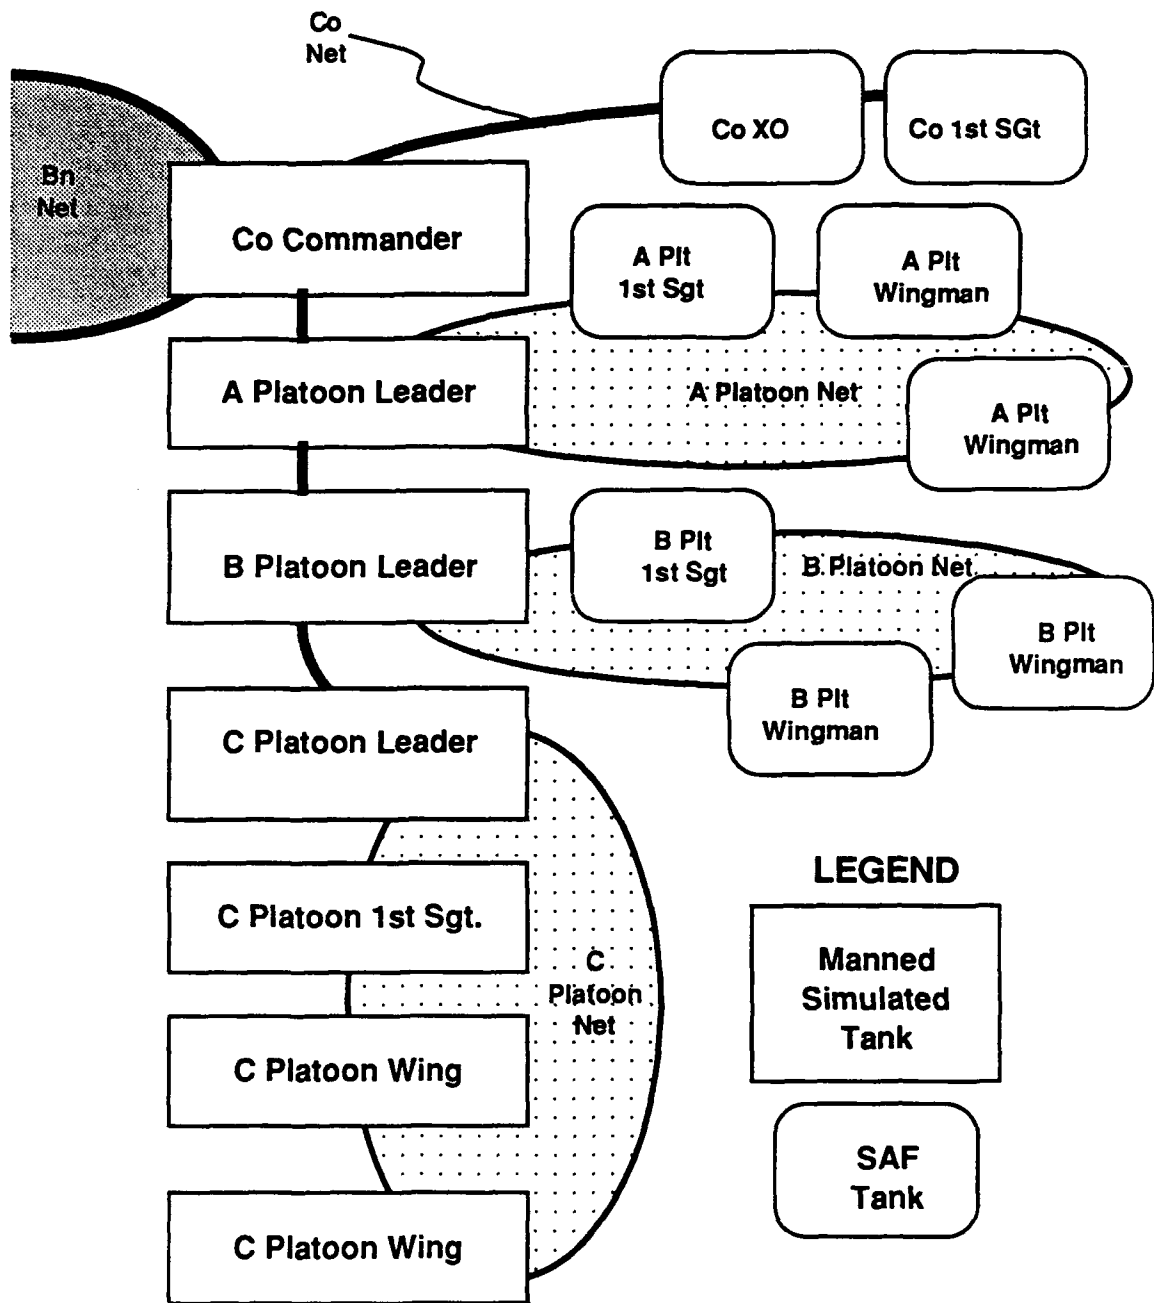 Co
Net
Co XO
Co 1st SGt
Bn
Net
Co Commander
A Plt
1st Sgt
A Plt
Wingman
A Platoon Leader
A Platoon Net
A Plt
Wingman
B Platoon Leader
B Plt
1st Sgt
B Platoon Net
B Plt
Wingman
B Plt
Wingman
C Platoon Leader
C Platoon 1st Sgt.
C
Platoon
Net
C Platoon Wing
C Platoon Wing
LEGEND
Manned
Simulated
Tank
SAF
Tank